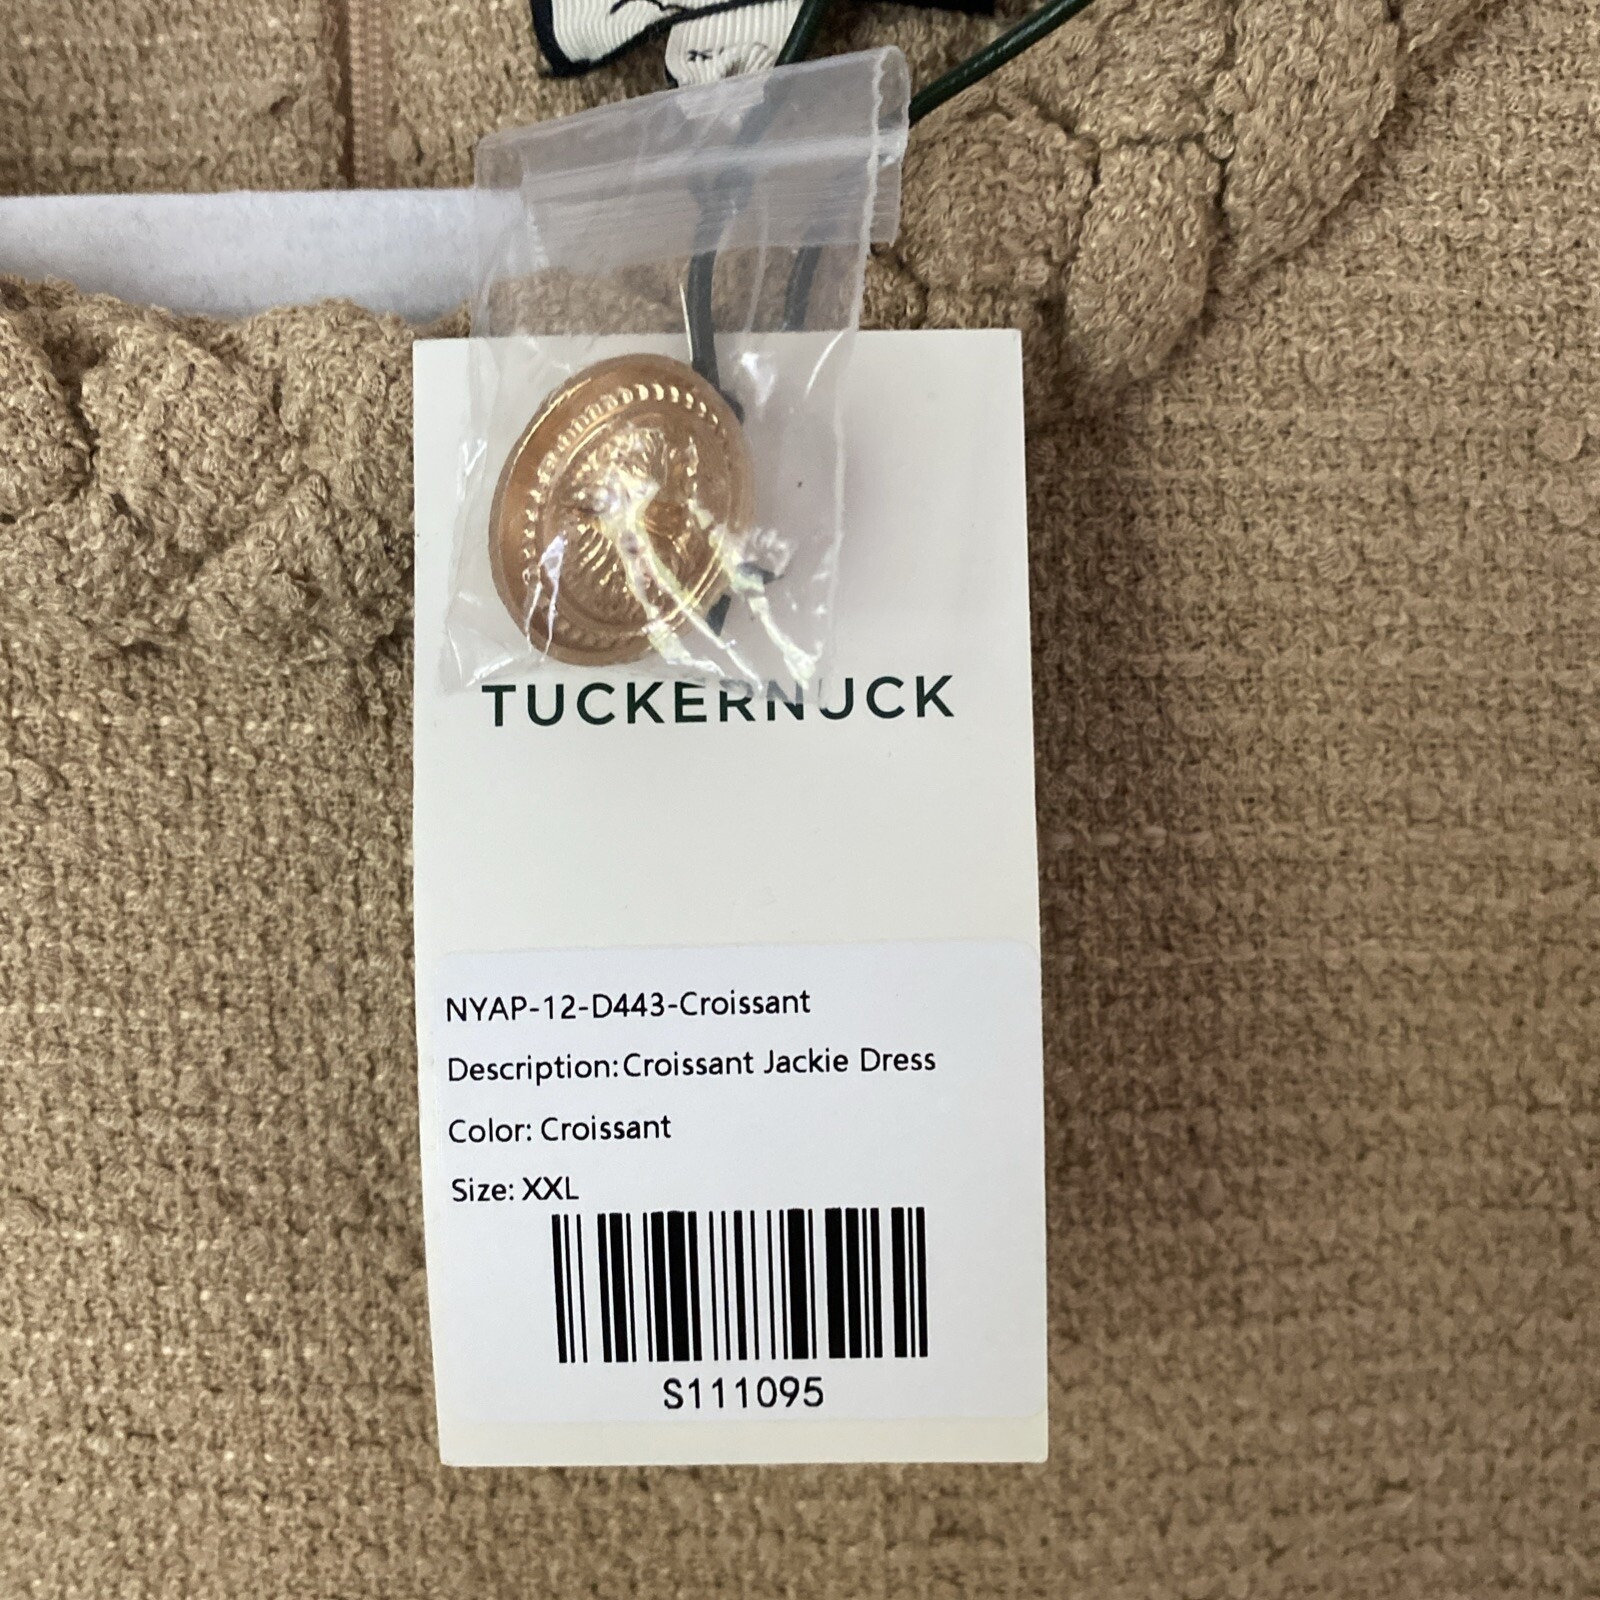 TUCKERNUCK
NYAP-12-D443-Croissant
Description:Croissant Jackie Dress
Color: Croissant
Size: XXL
S111095